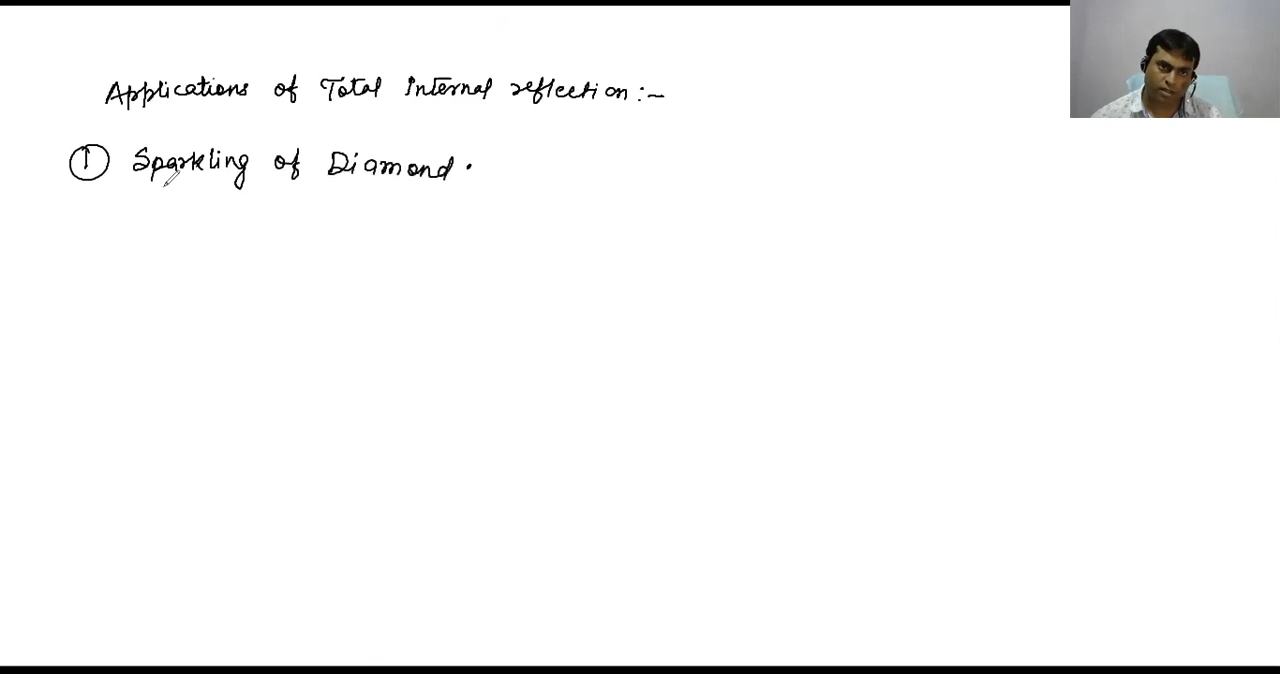 Applications of Total Internal reflection :-
① Sparkling of Diamond .